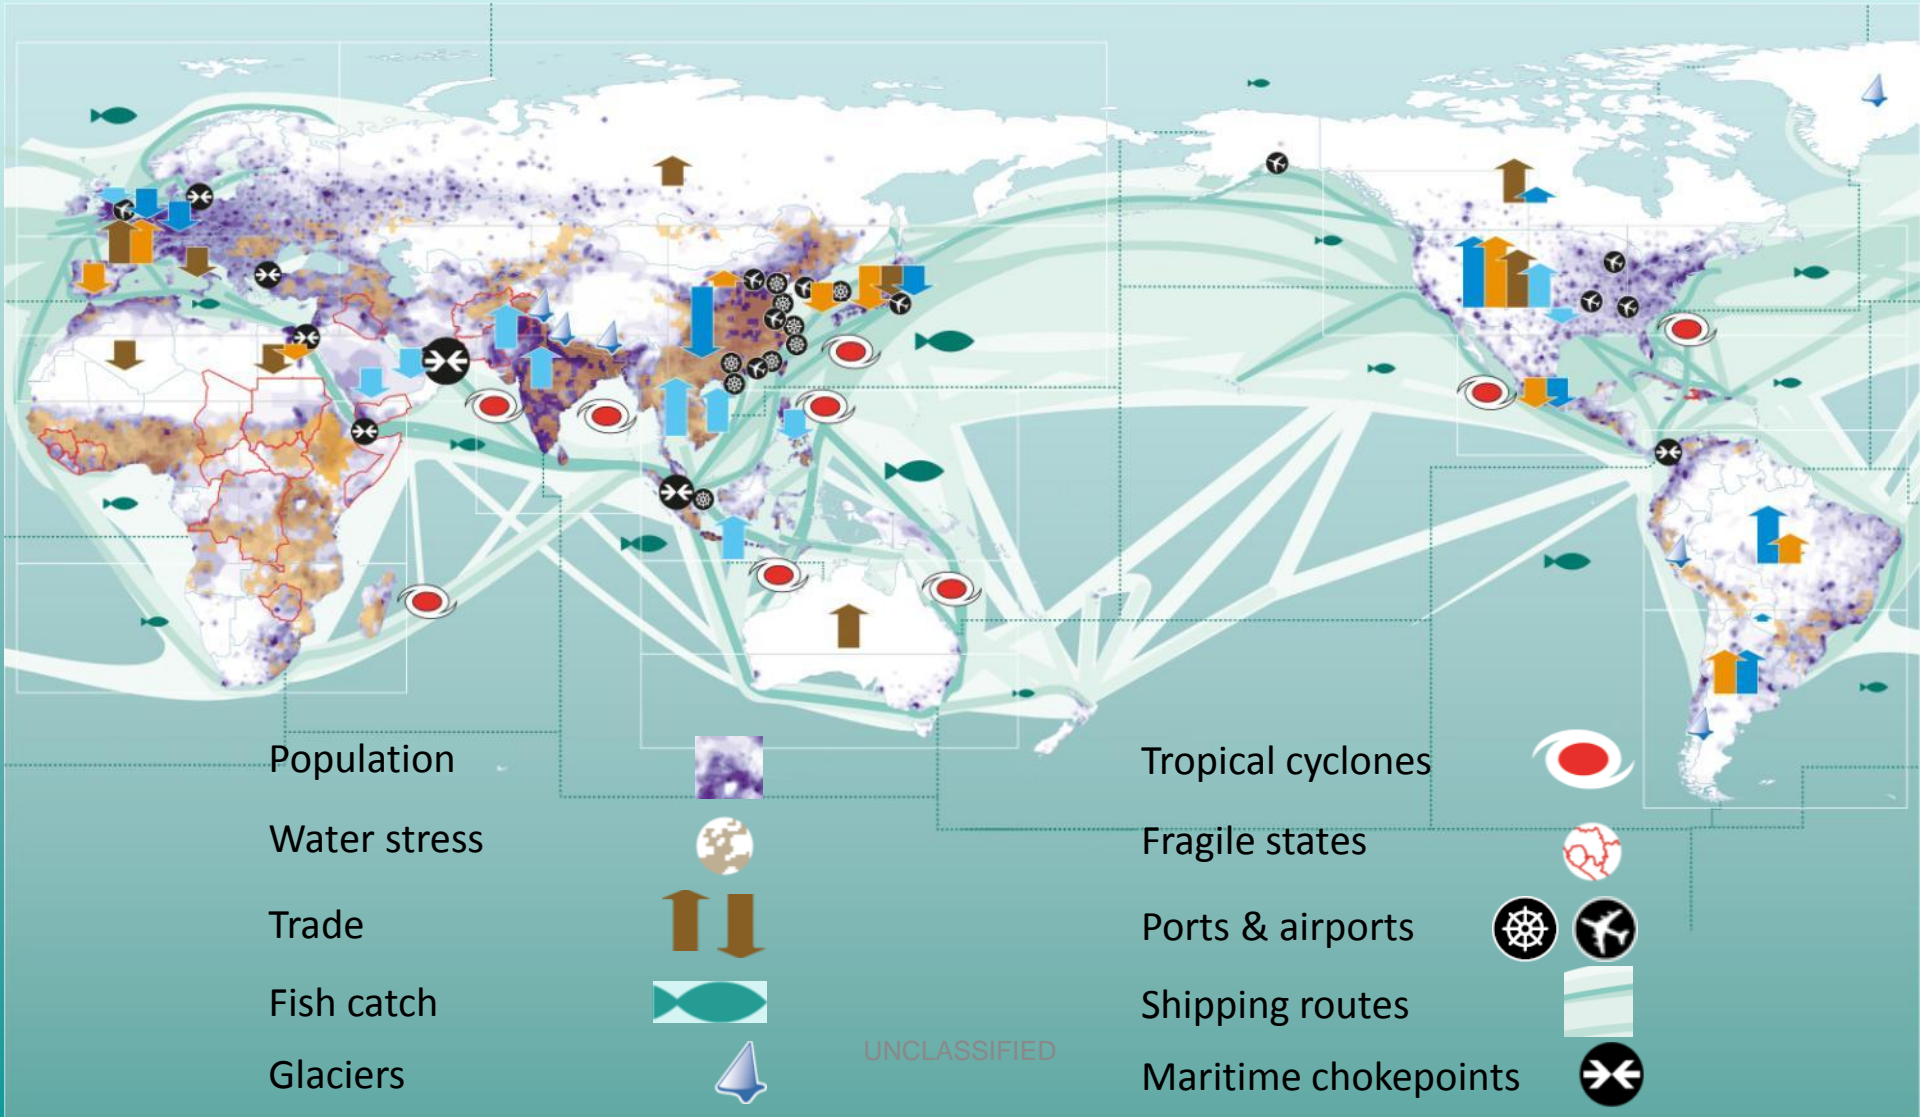 Population
Water stress
Trade
Fish catch
Glaciers
Tropical cyclones
Fragile states
Ports & airports
Shipping routes
Maritime chokepoints
UNCLASSIFIED